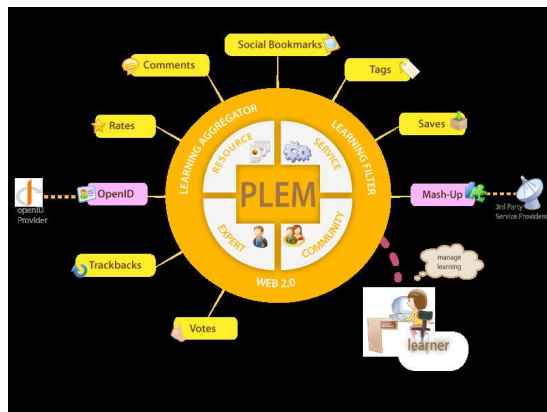 Social Bookmarks
Comments
Tags
Rates
Saves
LEARNING AGGREGATOR
LEARNING FILTER
RESOURCE
SERVICE
PLEM
EXPERT
COMMUNITY
WEB 2.0
openID
Provider
OpenID
Mash-Up
3rd Party
Service Providers
Trackbacks
Votes
manage
learning
learner